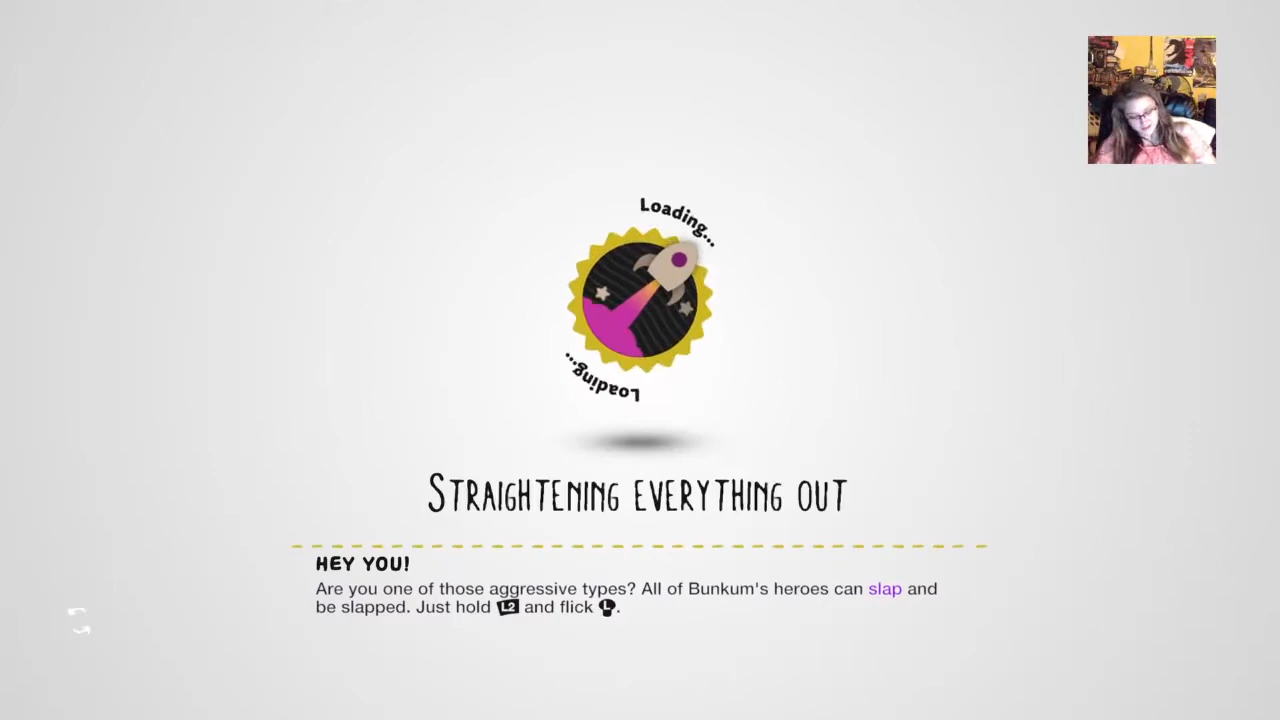 Loading...
Loading...
STRAIGHTENING EVERYTHING OUT
HEY YOU!
Are you one of those aggressive types? All of Bunkum's heroes can slap and
be slapped. Just hold L2 and flick L.